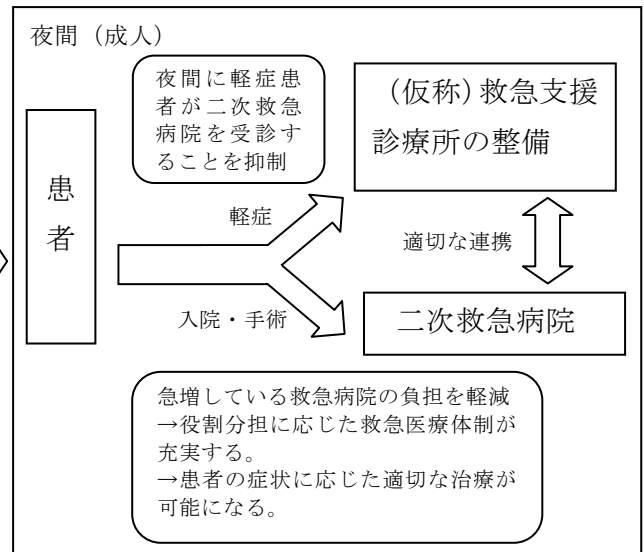 夜間（成人）
夜間に軽症患
者が二次救急
病院を受診す
ることを抑制
（仮称）救急支援
診療所の整備
患
者
軽症
適切な連携
入院・手術
二次救急病院
急増している救急病院の負担を軽減
→役割分担に応じた救急医療体制が
充実する。
→患者の症状に応じた適切な治療が
可能になる。